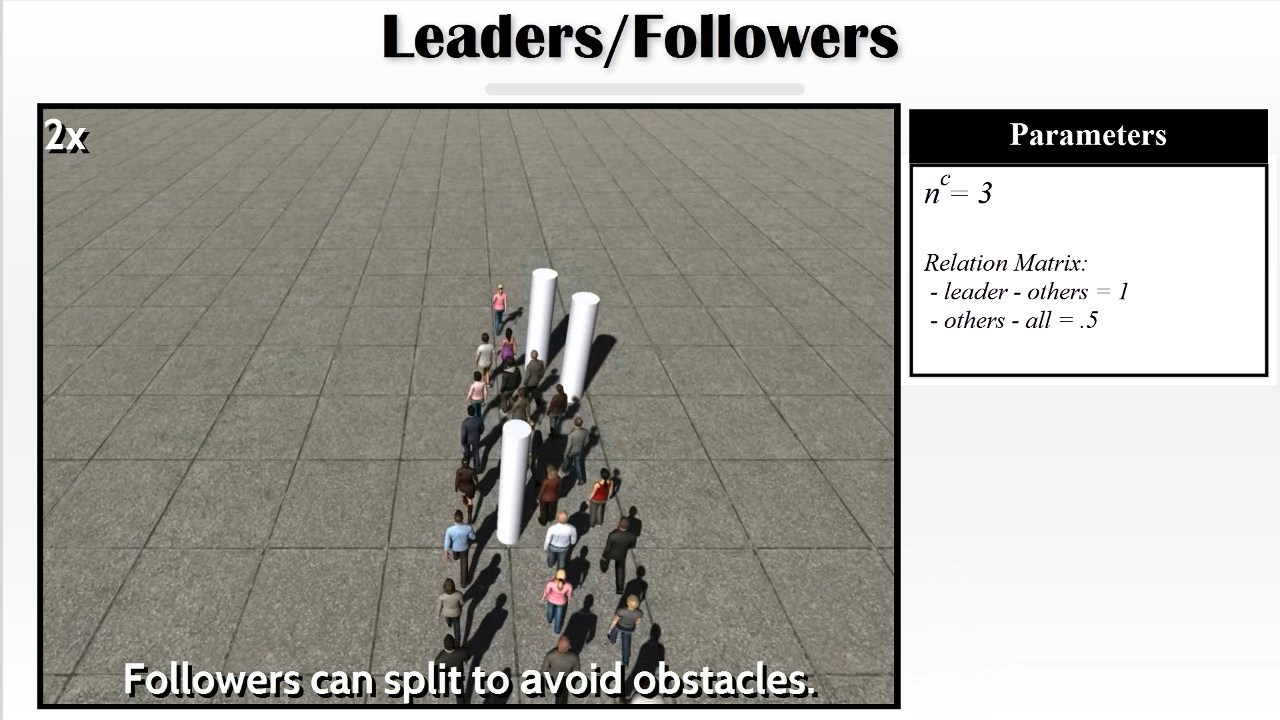 Leaders/Followers
2x
Followers can split to avoid obstacles.
Parameters
n^c = 3
Relation Matrix:
- leader - others = 1
- others - all = .5